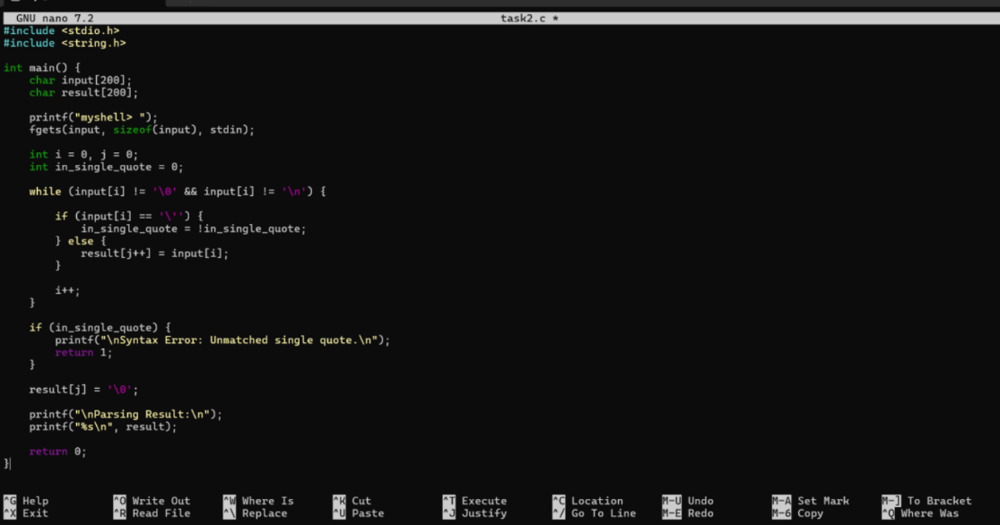 GNU nano 7.2 task2.c *
#include <stdio.h>
#include <string.h>
int main() {
    char input[200];
    char result[200];
    printf("myshell> ");
    fgets(input, sizeof(input), stdin);
    int i = 0, j = 0;
    int in_single_quote = 0;
    while (input[i] != '\0' && input[i] != '\n') {
        if (input[i] == '\'') {
            in_single_quote = !in_single_quote;
        } else {
            result[j++] = input[i];
        }
        i++;
    }
    if (in_single_quote) {
        printf("\nSyntax Error: Unmatched single quote.\n");
        return 1;
    }
    result[j] = '\0';
    printf("\nParsing Result:\n");
    printf("%s\n", result);
    return 0;
}
^G Help ^O Write Out ^W Where Is ^K Cut ^T Execute ^C Location M-U Undo M-A Set Mark M-] To Bracket
^X Exit ^R Read File ^\ Replace ^U Paste ^J Justify ^/ Go To Line M-E Redo M-6 Copy ^Q Where Was